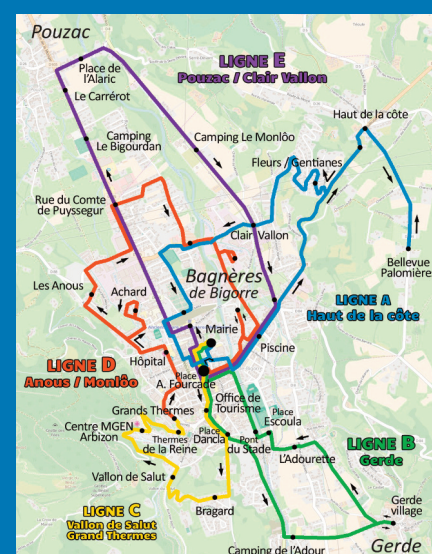 Pouzac
LIGNE E
Pouzac / Clair Vallon
Place de
l'Alaric
Le Carrérot
Haut de la côte
Camping
Le Bigourdan
Camping Le Monlôo
Fleurs / Gentianes
Rue du Comte
de Puyssegur
Clair Vallon
Bellevue
Palomière
Bagnères
de Bigorre
Les Anous
Achard
LIGNE A
Haut de la côte
Mairie
Piscine
LIGNE D
Anous / Monlôo
Hôpital
Place
A. Fourcade
Office de
Tourisme
Grands Thermes
Place
Escoula
Centre MGEN
Arbizon
Thermes
de la Reine
Place
Dancla
Pont
du Stade
LIGNE B
Gerde
L'Adourette
Vallon de Salut
LIGNE C
Vallon de Salut
Grand Thermes
Bragard
Gerde
village
Camping de l'Adour
Gerde